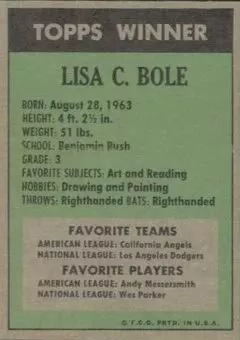 TOPPS WINNER
LISA C. BOLE
BORN: August 28, 1963
HEIGHT: 4 ft. 2½ in.
WEIGHT: 51 lbs.
SCHOOL: Benjamin Rush
GRADE: 3
FAVORITE SUBJECTS: Art and Reading
HOBBIES: Drawing and Painting
THROWS: Righthanded BATS: Righthanded
FAVORITE TEAMS
AMERICAN LEAGUE: California Angels
NATIONAL LEAGUE: Los Angeles Dodgers
FAVORITE PLAYERS
AMERICAN LEAGUE: Andy Messersmith
NATIONAL LEAGUE: Wes Parker
© T.C.G. PRTD. IN U.S.A.